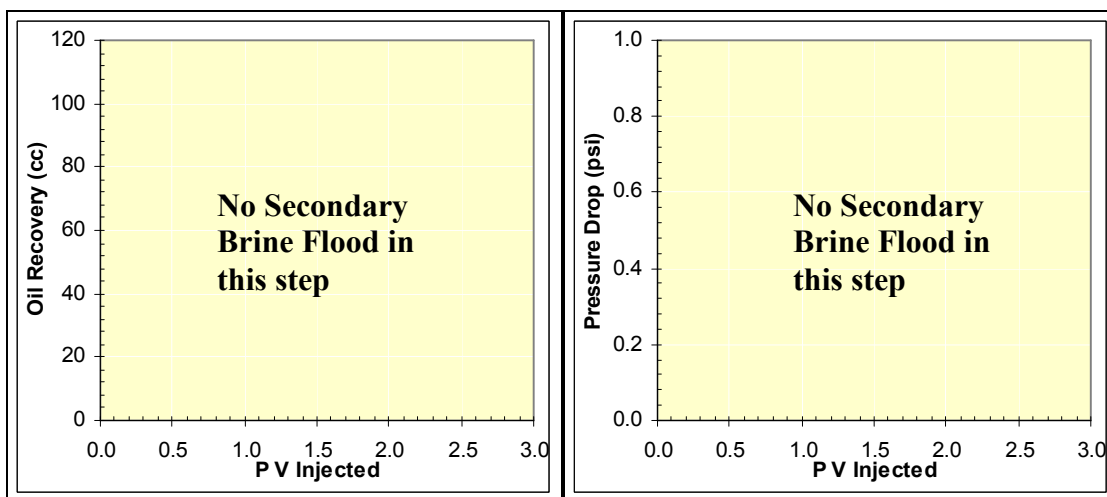 Oil Recovery (cc)
120
100
80
60
40
20
0
No Secondary
Brine Flood in
this step
0.0 0.5 1.0 1.5 2.0 2.5 3.0
P V Injected
Pressure Drop (psi)
1.0
0.8
0.6
0.4
0.2
0.0
No Secondary
Brine Flood in
this step
0.0 0.5 1.0 1.5 2.0 2.5 3.0
P V Injected